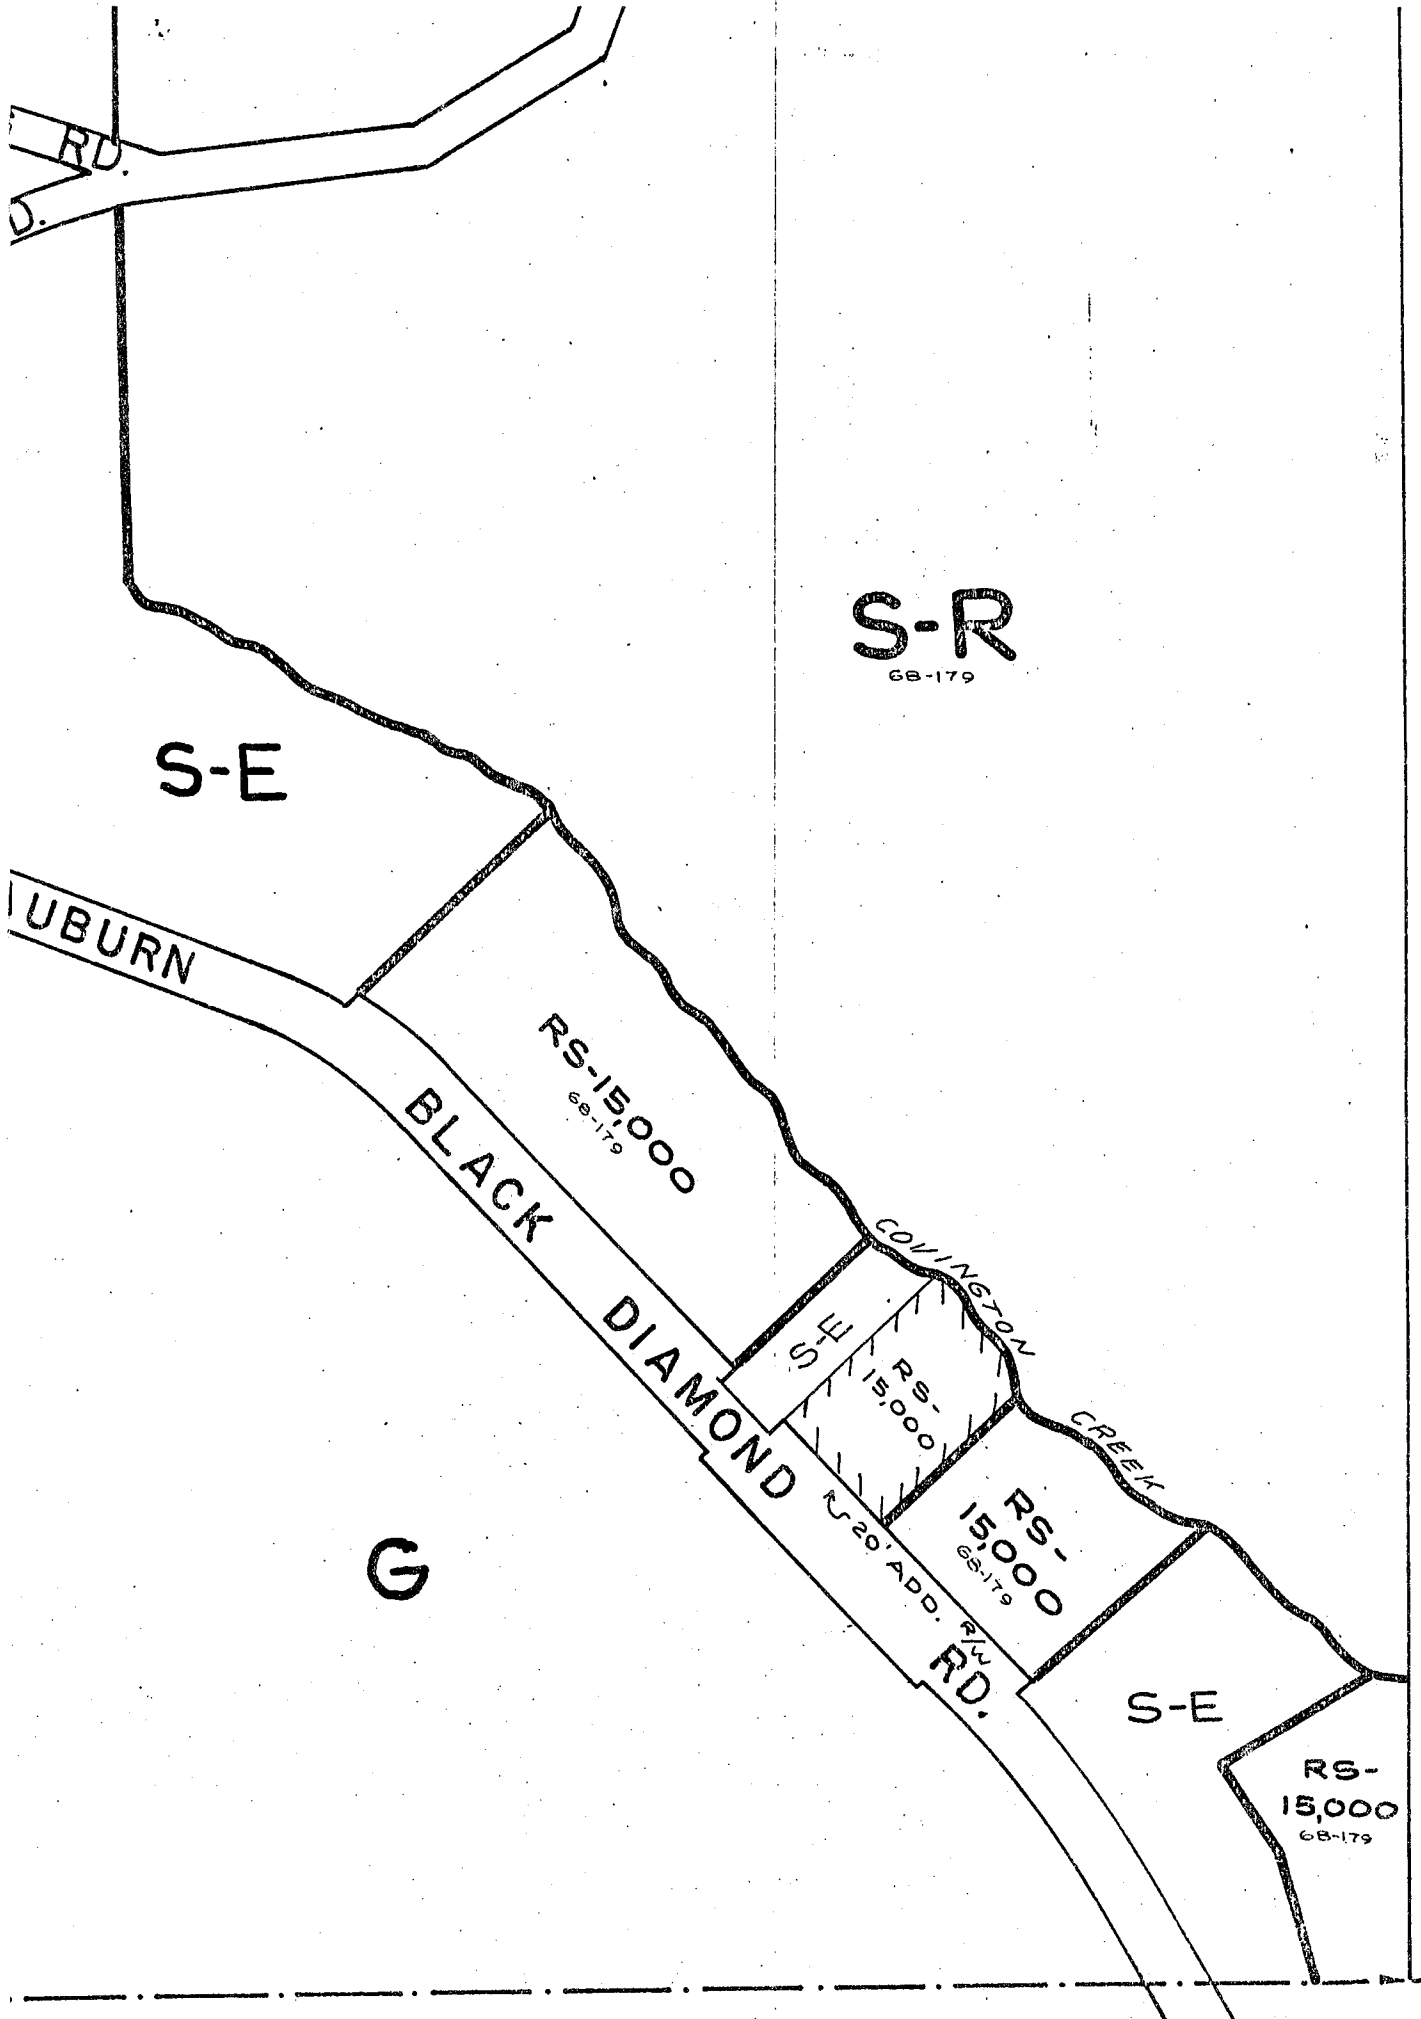 RD.
D.
S-R
68-179
S-E
AUBURN
RS-15,000
68-179
BLACK DIAMOND RD.
COVINGTON CREEK
S-E
RS-
15,000
RS-
15,000
68-179
20' ADD. R/W
G
S-E
RS-
15,000
68-179